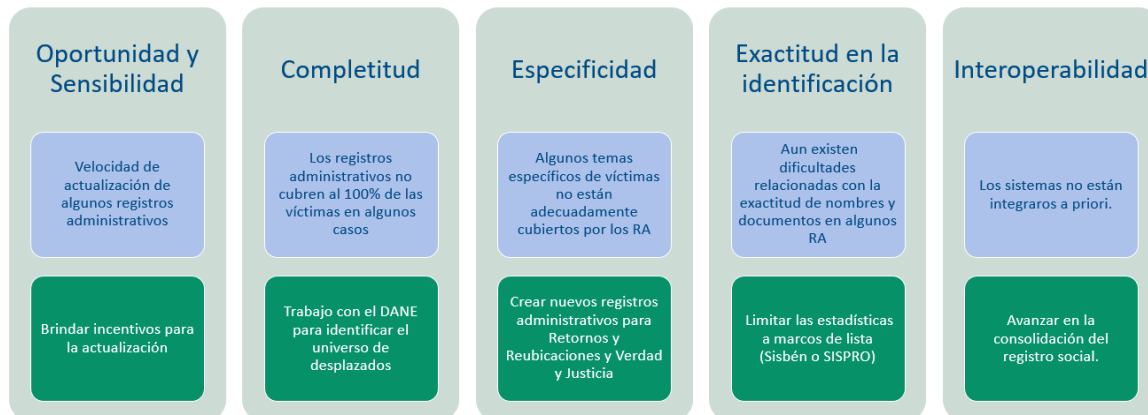 Oportunidad y
Sensibilidad
Velocidad de
actualización de
algunos registros
administrativos
Brindar incentivos para
la actualización
Completitud
Los registros
administrativos no
cubren al 100% de las
víctimas en algunos
casos
Trabajo con el DANE
para identificar el
universo de
desplazados
Especificidad
Algunos temas
específicos de víctimas
no están
adecuadamente
cubiertos por los RA
Crear nuevos registros
administrativos para
Retornos y
Reubicaciones y Verdad
y Justicia
Exactitud en la
identificación
Aun existen
dificultades
relacionadas con la
exactitud de nombres y
documentos en algunos
RA
Limitar las estadísticas
a marcos de lista
(Sisbén o SISPRO)
Interoperabilidad
Los sistemas no están
integraros a priori.
Avanzar en la
consolidación del
registro social.